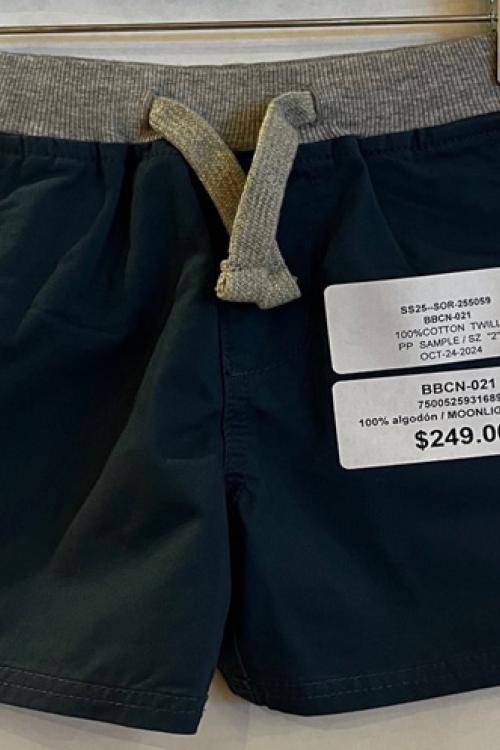 SS25--SOR-255059
BBCN-021
100%COTTON TWILL
PP SAMPLE / SZ "2"
OCT-24-2024
BBCN-021
7500525931689
100% algodón / MOONLIG
$249.00